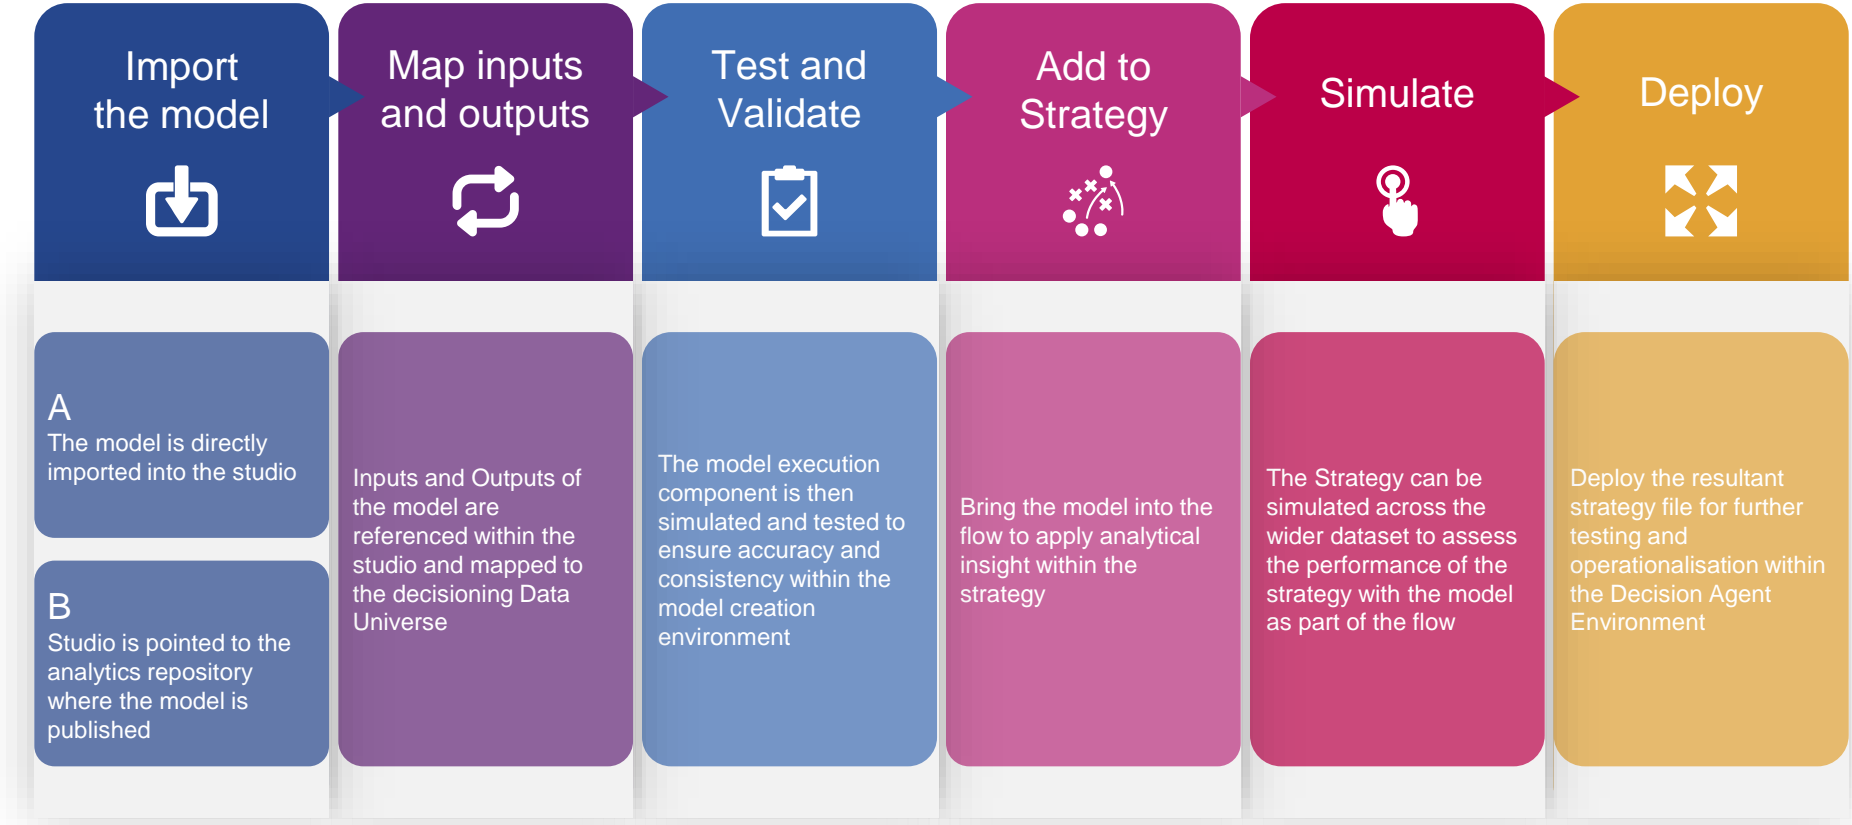 Import
the model
Map inputs
and outputs
Test and
Validate
Add to
Strategy
Simulate
Deploy
A
The model is directly
imported into the studio
B
Studio is pointed to the
analytics repository
where the model is
published
Inputs and Outputs of
the model are
referenced within the
studio and mapped to
the decisioning Data
Universe
The model execution
component is then
simulated and tested to
ensure accuracy and
consistency within the
model creation
environment
Bring the model into the
flow to apply analytical
insight within the
strategy
The Strategy can be
simulated across the
wider dataset to assess
the performance of the
strategy with the model
as part of the flow
Deploy the resultant
strategy file for further
testing and
operationalisation within
the Decision Agent
Environment